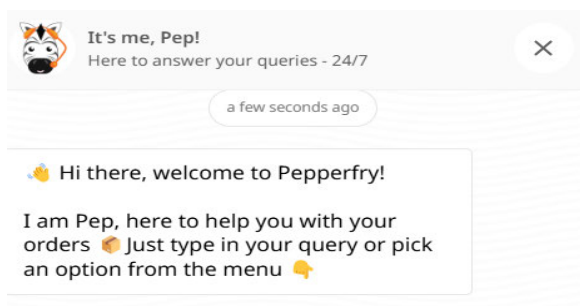 It's me, Pep!
Here to answer your queries - 24/7
a few seconds ago
👋 Hi there, welcome to Pepperfry!
I am Pep, here to help you with your
orders 📦 Just type in your query or pick
an option from the menu 👇